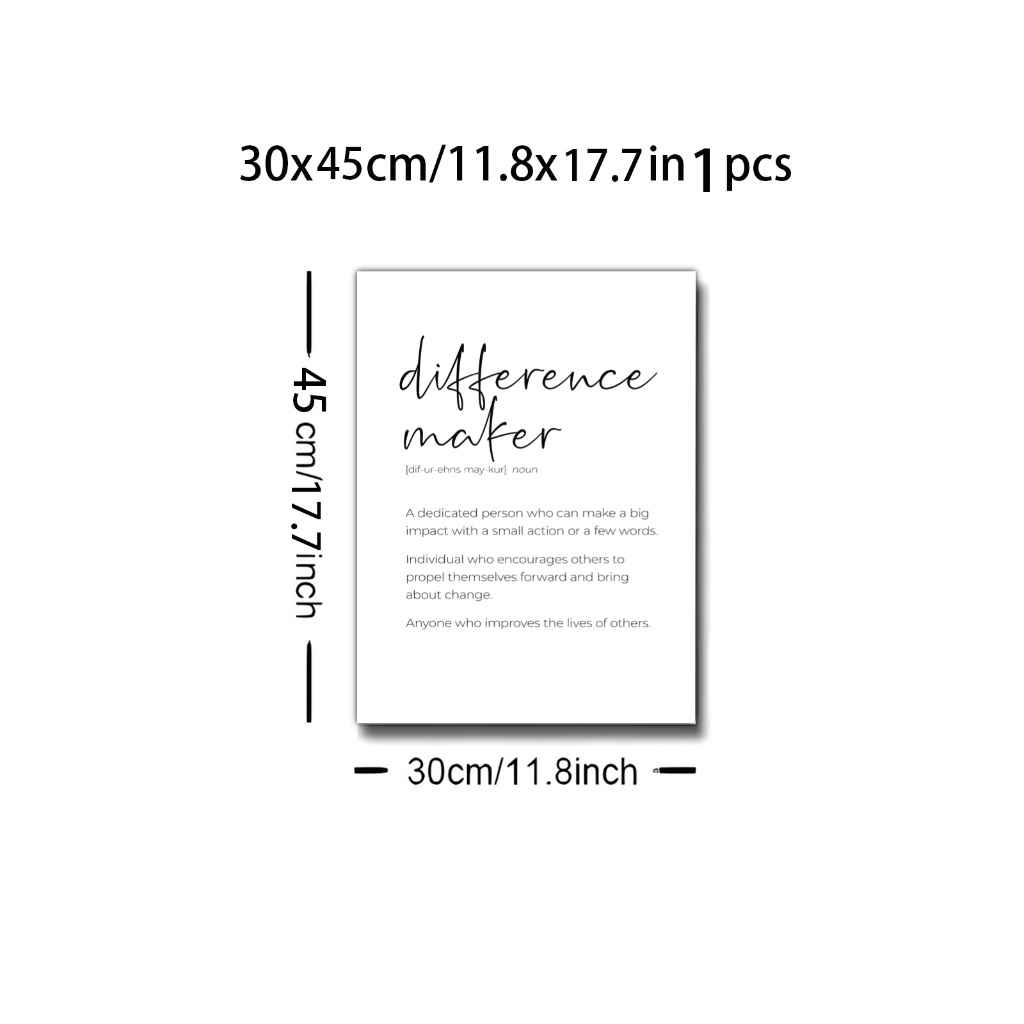 30x45cm/11.8x17.7in 1 pcs
difference
maker
[dif-ur-ehns may-kur] noun
A dedicated person who can make a big
impact with a small action or a few words.
Individual who encourages others to
propel themselves forward and bring
about change.
Anyone who improves the lives of others.
45cm/17.7inch
30cm/11.8inch